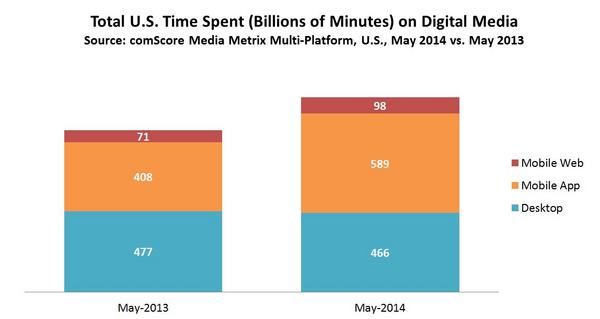 Total U.S. Time Spent (Billions of Minutes) on Digital Media
Source: comScore Media Metrix Multi-Platform, U.S., May 2014 vs. May 2013
71
408
477
98
589
466
Mobile Web
Mobile App
Desktop
May-2013
May-2014